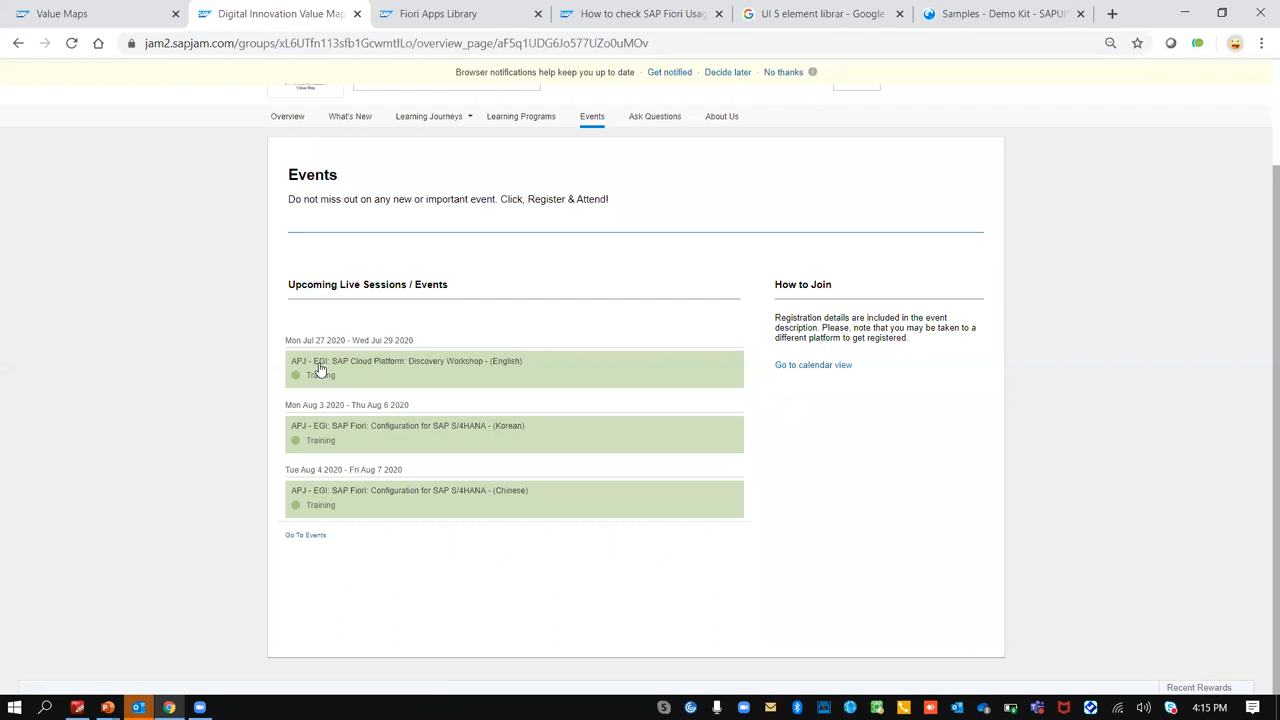 Value Maps
Digital Innovation Value Map
Fiori Apps Library
How to check SAP Fiori Usag
UI 5 element librar - Google
Samples - Demo Kit - SAPUI
jam2.sapjam.com/groups/xL6UTfn113sfb1GcwmtILo/overview_page/aF5q1UDG6Jo577UZo0uMOv
Browser notifications help keep you up to date · Get notified · Decide later · No thanks
Value Map
Overview
What's New
Learning Journeys
Learning Programs
Events
Ask Questions
About Us
Events
Do not miss out on any new or important event. Click, Register & Attend!
Upcoming Live Sessions / Events
Mon Jul 27 2020 - Wed Jul 29 2020
APJ - EGI: SAP Cloud Platform: Discovery Workshop - (English)
Training
Mon Aug 3 2020 - Thu Aug 6 2020
APJ - EGI: SAP Fiori: Configuration for SAP S/4HANA - (Korean)
Training
Tue Aug 4 2020 - Fri Aug 7 2020
APJ - EGI: SAP Fiori: Configuration for SAP S/4HANA - (Chinese)
Training
Go To Events
How to Join
Registration details are included in the event
description. Please, note that you may be taken to a
different platform to get registered.
Go to calendar view
Recent Rewards
4:15 PM